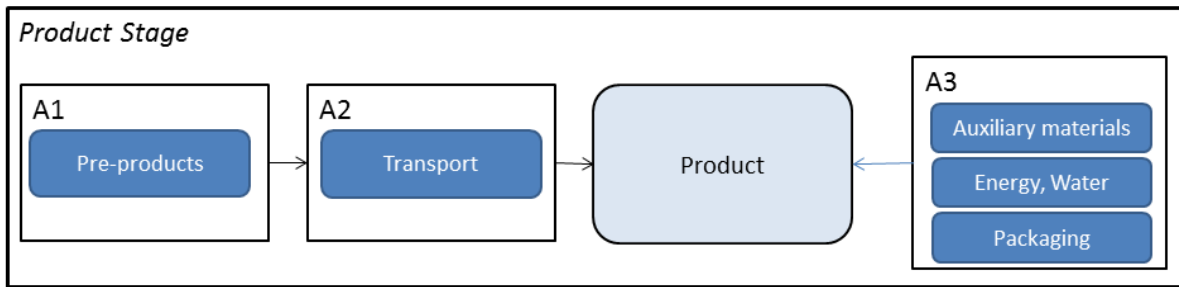 Product Stage
A1
Pre-products
A2
Transport
Product
A3
Auxiliary materials
Energy, Water
Packaging